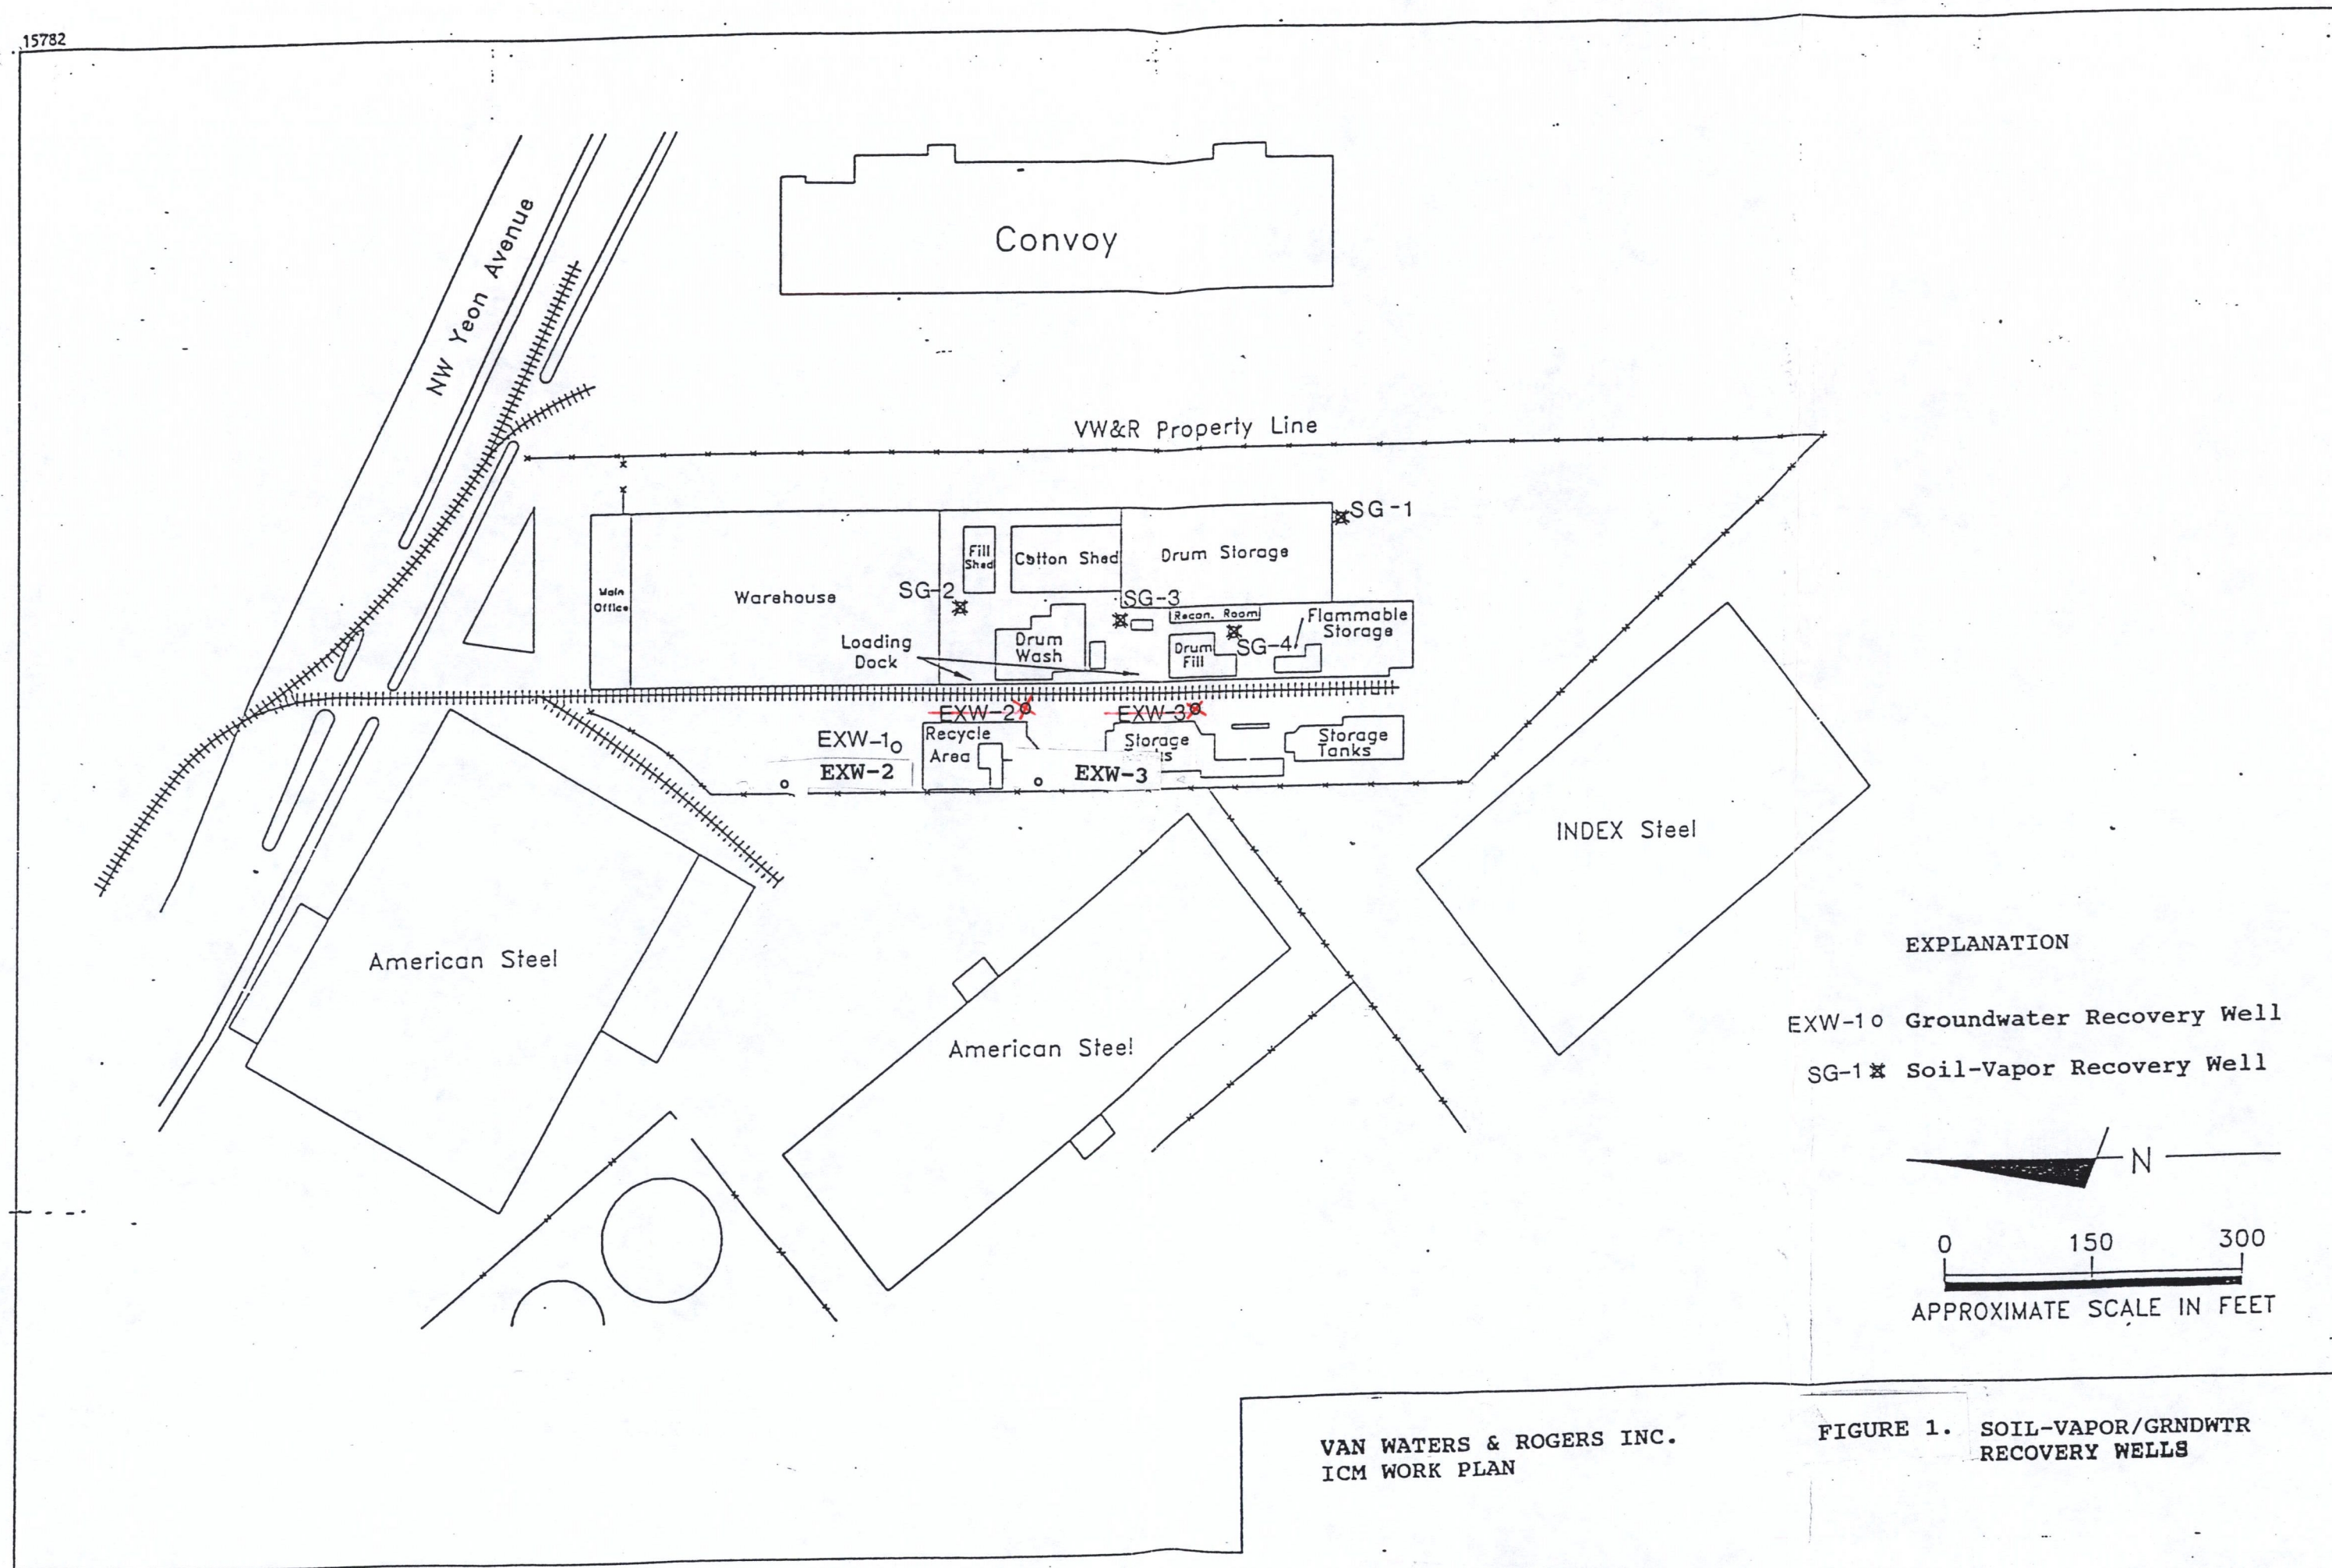 15782
Convoy
NW Yeon Avenue
VW&R Property Line
SG-1
Fill
Shed
Cotton Shed
Drum Storage
Main
Office
Warehouse
SG-2
SG-3
Recon. Room
Flammable
Storage
Loading
Dock
Drum
Wash
Drum
Fill
SG-4
EXW-2
EXW-3
EXW-1
Recycle
Area
Storage
Storage
Tanks
EXW-2
EXW-3
INDEX Steel
American Steel
American Steel
EXPLANATION
EXW-1 Groundwater Recovery Well
SG-1 Soil-Vapor Recovery Well
N
0 150 300
APPROXIMATE SCALE IN FEET
VAN WATERS & ROGERS INC.
ICM WORK PLAN
FIGURE 1. SOIL-VAPOR/GRNDWTR
RECOVERY WELLS